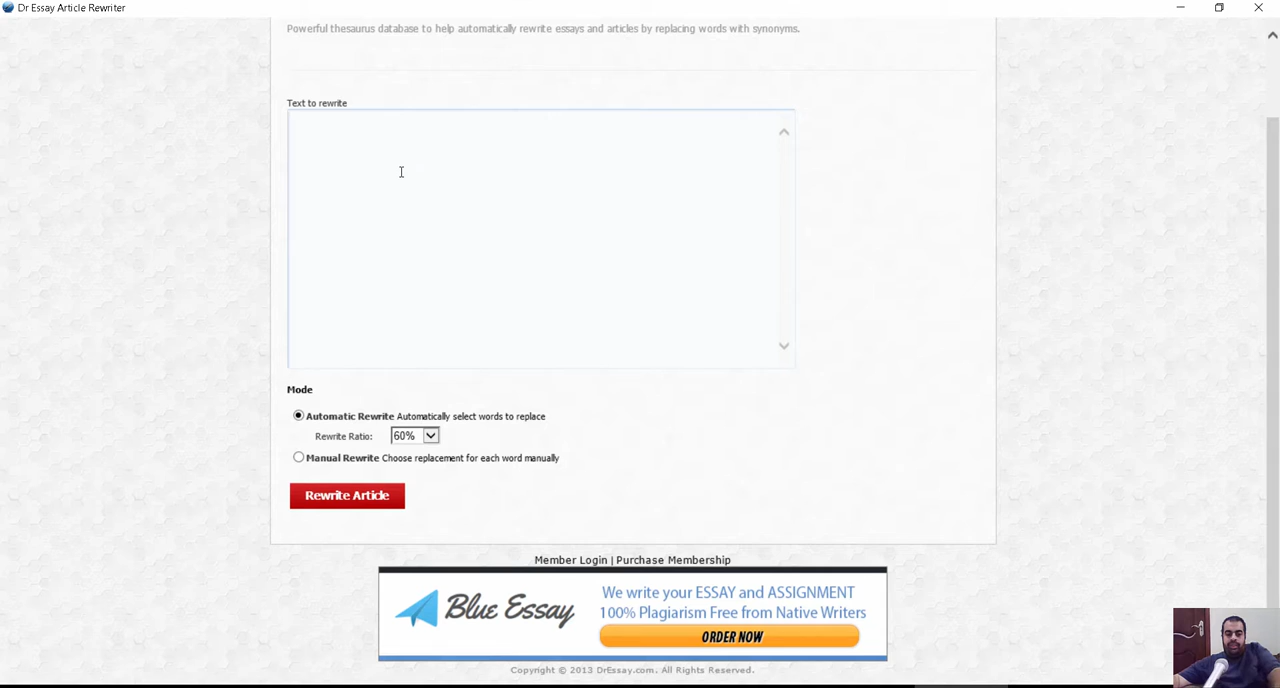 Dr Essay Article Rewriter
Powerful thesaurus database to help automatically rewrite essays and articles by replacing words with synonyms.
Text to rewrite
Mode
Automatic Rewrite Automatically select words to replace
Rewrite Ratio: 60%
Manual Rewrite Choose replacement for each word manually
Rewrite Article
Member Login | Purchase Membership
Blue Essay
We write your ESSAY and ASSIGNMENT
100% Plagiarism Free from Native Writers
ORDER NOW
Copyright © 2013 DrEssay.com. All Rights Reserved.